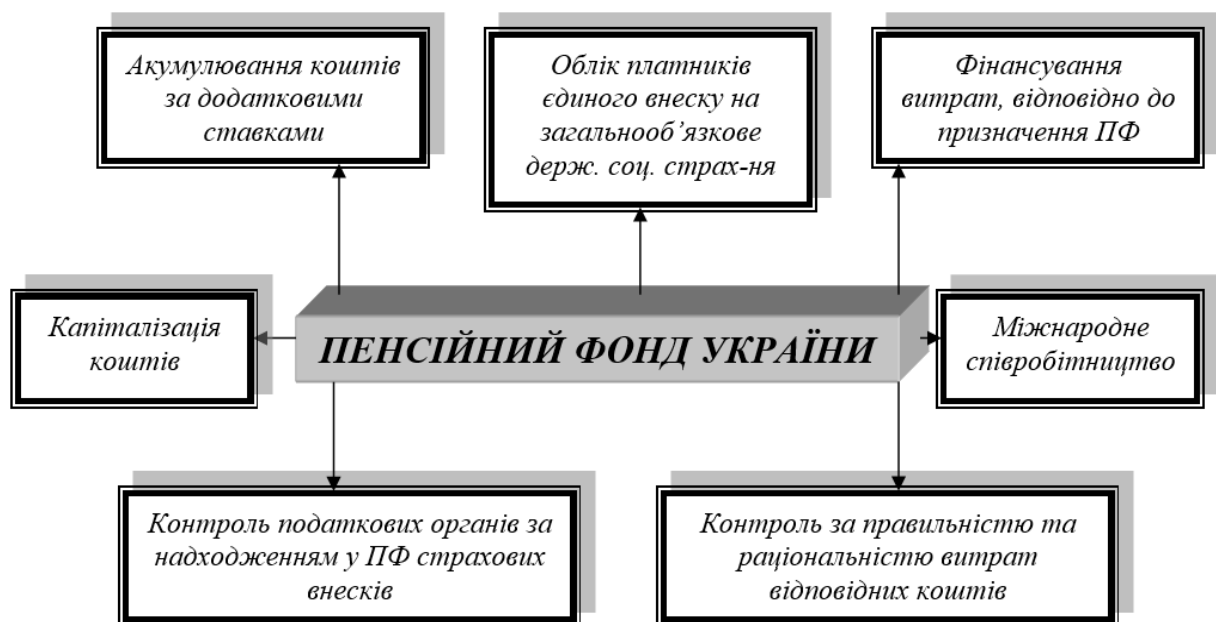 Акумулювання коштів
за додатковими
ставками
Облік платників
єдиного внеску на
загальнооб’язкове
держ. соц. страх-ня
Фінансування
витрат, відповідно до
призначення ПФ
Капіталізація
коштів
ПЕНСІЙНИЙ ФОНД УКРАЇНИ
Міжнародне
співробітництво
Контроль податкових органів за
надходженням у ПФ страхових
внесків
Контроль за правильністю та
раціональністю витрат
відповідних коштів